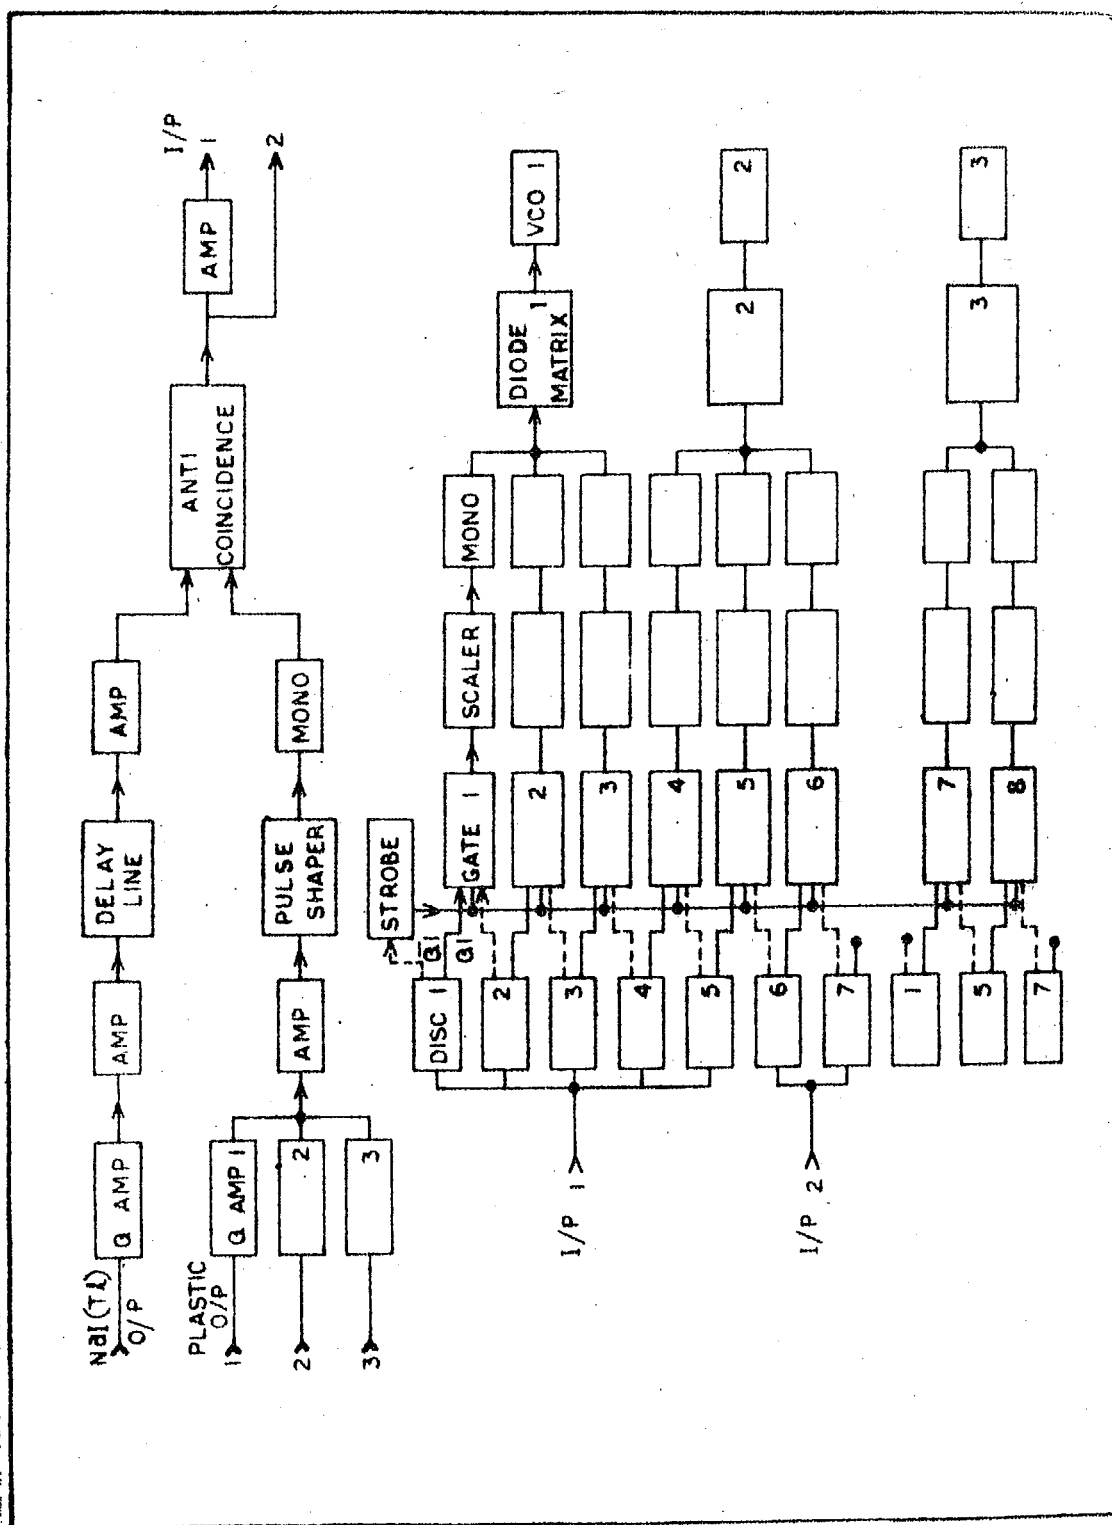 NaI(Tl)
O/P
Q AMP
AMP
DELAY
LINE
AMP
ANTI
COINCIDENCE
AMP
I/P
1
2
PLASTIC
O/P
1
2
3
Q AMP 1
2
3
AMP
PULSE
SHAPER
MONO
STROBE
I/P 1
I/P 2
DISC 1
2
3
4
5
6
7
1
5
7
GATE 1
2
3
4
5
6
7
8
SCALER
MONO
DIODE
MATRIX
1
2
3
VCO 1
2
3